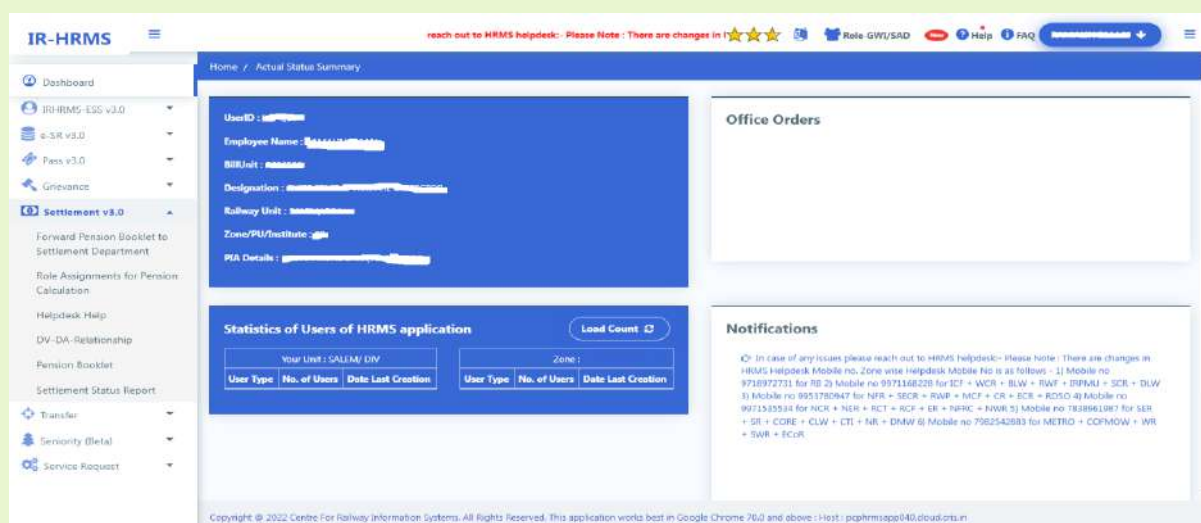 IR-HRMS
reach out to HRMS helpdesk:- Please Note : There are changes in
Role-GWI/SAD
Help
FAQ
Home / Actual Status Summary
Dashboard
IRHRMS-ESS v3.0
e-SR v3.0
Pass v3.0
Grievance
Settlement v3.0
Forward Pension Booklet to
Settlement Department
Role Assignments for Pension
Calculation
Helpdesk Help
DV-DA-Relationship
Pension Booklet
Settlement Status Report
Transfer
Seniority (Beta)
Service Request
UserID :
Employee Name :
BillUnit :
Designation :
Railway Unit :
Zone/PU/Institute :
PIA Details :
Office Orders
Statistics of Users of HRMS application
Load Count
Your Unit : SALEM/ DIV
User Type No. of Users Date Last Creation
Zone :
User Type No. of Users Date Last Creation
Notifications
In case of any issues please reach out to HRMS helpdesk:- Please Note : There are changes in
HRMS Helpdesk Mobile no. Zone wise Helpdesk Mobile No is as follows - 1) Mobile no
9718972731 for RB 2) Mobile no 9971168228 for ICF + WCR + BLW + RWF + IRPMU + SCR + DLW
3) Mobile no 9953780947 for NFR + SECR + RWP + MCF + CR + ECR + RDSO 4) Mobile no
9971535534 for NCR + NER + RCT + RCF + ER + NFRC + NWR 5) Mobile no 7838661987 for SER
+ SR + CORE + CLW + CTI + NR + DMW 6) Mobile no 7982542883 for METRO + COFMOW + WR
+ SWR + ECoR
Copyright @ 2022 Centre For Railway Information Systems. All Rights Reserved. This application works best in Google Chrome 70.0 and above : Host : pcphrmsapp040.cloud.cris.in